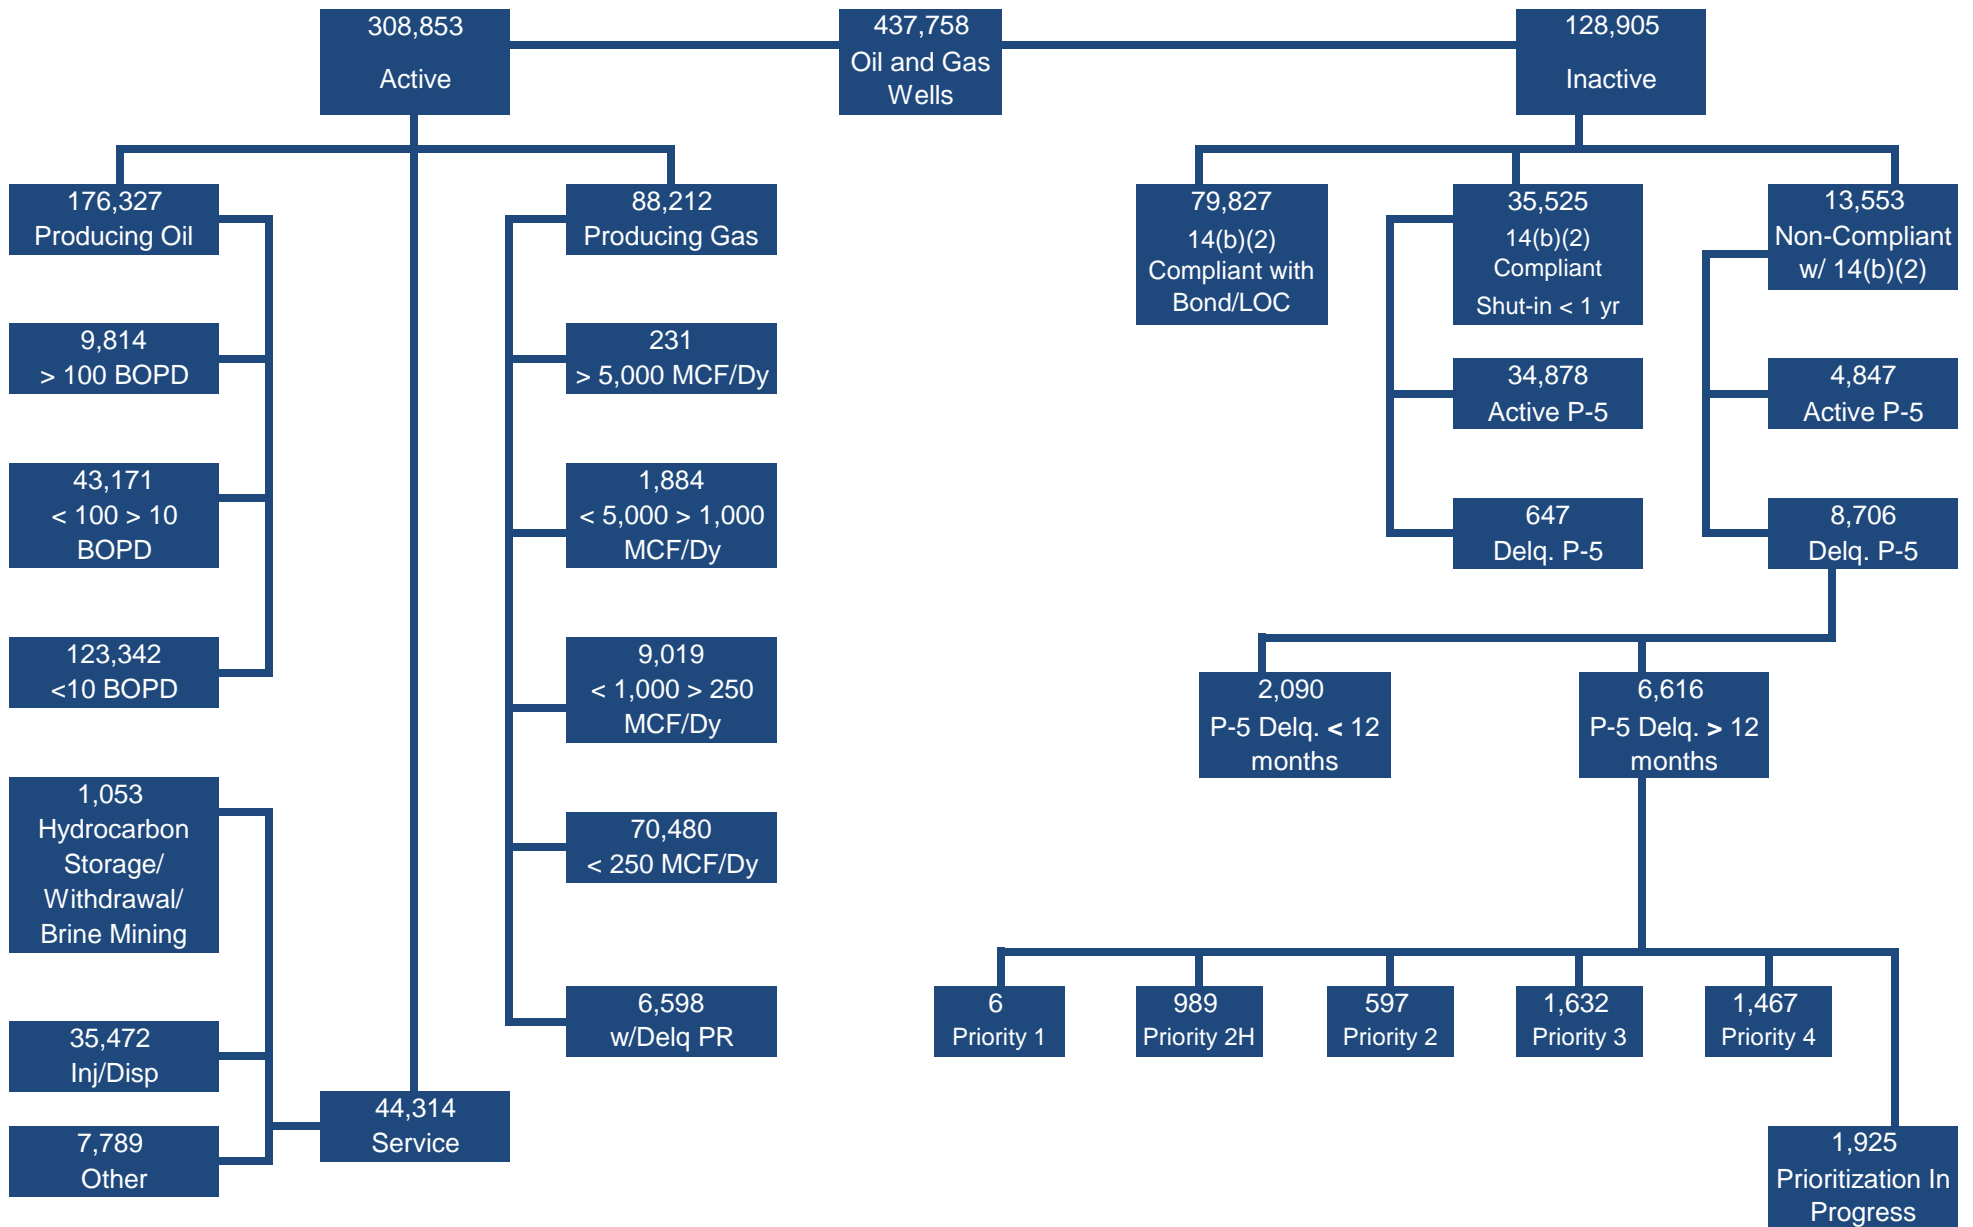 308,853
Active
437,758
Oil and Gas
Wells
128,905
Inactive
176,327
Producing Oil
9,814
> 100 BOPD
43,171
< 100 > 10
BOPD
123,342
<10 BOPD
1,053
Hydrocarbon
Storage/
Withdrawal/
Brine Mining
35,472
Inj/Disp
7,789
Other
44,314
Service
88,212
Producing Gas
231
> 5,000 MCF/Dy
1,884
< 5,000 > 1,000
MCF/Dy
9,019
< 1,000 > 250
MCF/Dy
70,480
< 250 MCF/Dy
6,598
w/Delq PR
79,827
14(b)(2)
Compliant with
Bond/LOC
35,525
14(b)(2)
Compliant
Shut-in < 1 yr
34,878
Active P-5
647
Delq. P-5
13,553
Non-Compliant
w/ 14(b)(2)
4,847
Active P-5
8,706
Delq. P-5
2,090
P-5 Delq. < 12
months
6,616
P-5 Delq. > 12
months
6
Priority 1
989
Priority 2H
597
Priority 2
1,632
Priority 3
1,467
Priority 4
1,925
Prioritization In
Progress